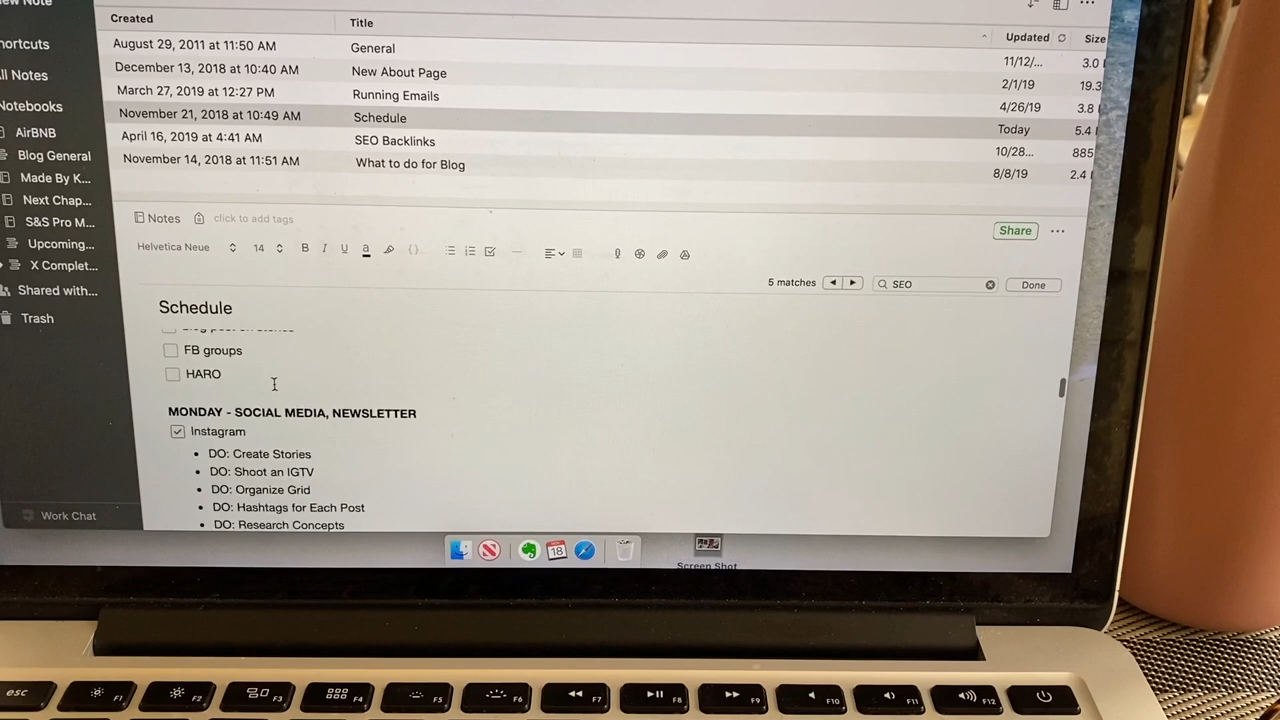 ew Note
Created Title Updated Size
August 29, 2011 at 11:50 AM General 11/12/... 3.0
December 13, 2018 at 10:40 AM New About Page 2/1/19 19.3
March 27, 2019 at 12:27 PM Running Emails 4/26/19 3.8
November 21, 2018 at 10:49 AM Schedule Today 5.4
April 16, 2019 at 4:41 AM SEO Backlinks 10/28... 885
November 14, 2018 at 11:51 AM What to do for Blog 8/8/19 2.4
hortcuts
ll Notes
Notebooks
AirBNB
Blog General
Made By K...
Next Chap...
S&S Pro M...
Upcoming...
X Complet...
Shared with...
Trash
Work Chat
Notes click to add tags Share
Helvetica Neue 14 B I U a {}
5 matches SEO Done
Schedule
FB groups
HARO
MONDAY - SOCIAL MEDIA, NEWSLETTER
Instagram
• DO: Create Stories
• DO: Shoot an IGTV
• DO: Organize Grid
• DO: Hashtags for Each Post
• DO: Research Concepts
18
Screen Shot
esc F1 F2 F3 F4 F5 F6 F7 F8 F9 F10 F11 F12